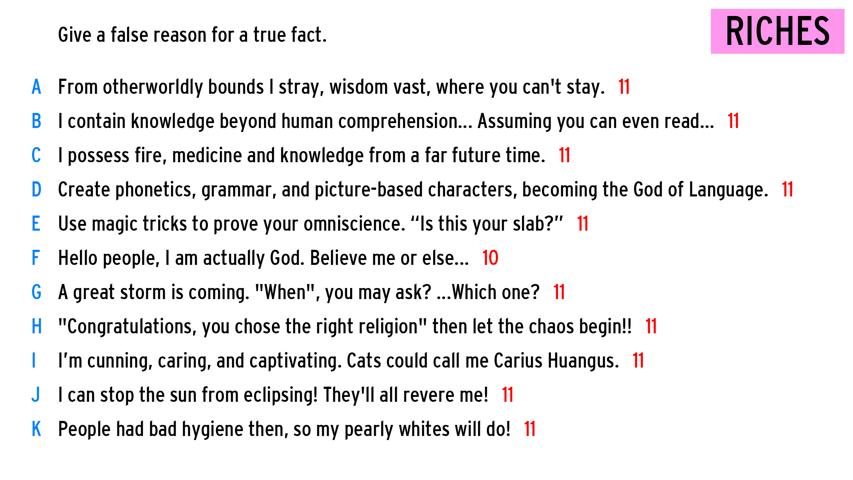 Give a false reason for a true fact.
RICHES
A From otherworldly bounds I stray, wisdom vast, where you can't stay. 11
B I contain knowledge beyond human comprehension... Assuming you can even read... 11
C I possess fire, medicine and knowledge from a far future time. 11
D Create phonetics, grammar, and picture-based characters, becoming the God of Language. 11
E Use magic tricks to prove your omniscience. “Is this your slab?” 11
F Hello people, I am actually God. Believe me or else... 10
G A great storm is coming. "When", you may ask? ...Which one? 11
H "Congratulations, you chose the right religion" then let the chaos begin!! 11
I I’m cunning, caring, and captivating. Cats could call me Carius Huangus. 11
J I can stop the sun from eclipsing! They'll all revere me! 11
K People had bad hygiene then, so my pearly whites will do! 11